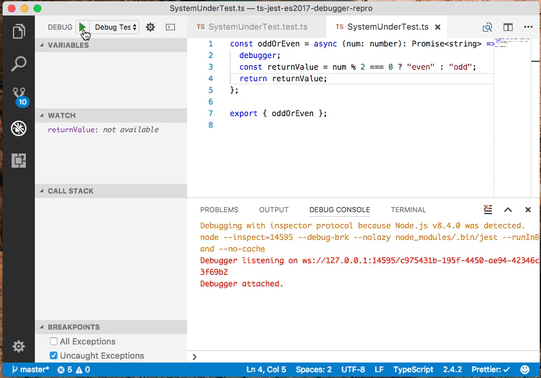 SystemUnderTest.ts — ts-jest-es2017-debugger-repro
DEBUG
Debug Tes
TS SystemUnderTest.test.ts
TS SystemUnderTest.ts
VARIABLES
WATCH
returnValue: not available
CALL STACK
BREAKPOINTS
All Exceptions
Uncaught Exceptions
10
1 const oddOrEven = async (num: number): Promise<string> =>
2 debugger;
3 const returnValue = num % 2 === 0 ? "even" : "odd";
4 return returnValue;
5 };
6
7 export { oddOrEven };
8
PROBLEMS OUTPUT DEBUG CONSOLE TERMINAL
Debugging with inspector protocol because Node.js v8.4.0 was detected.
node --inspect=14595 --debug-brk --nolazy node_modules/.bin/jest --runInB
and --no-cache
Debugger listening on ws://127.0.0.1:14595/c975431b-195f-4450-ae94-42346c
3f69b2
Debugger attached.
master* 5 0 Ln 4, Col 5 Spaces: 2 UTF-8 LF TypeScript 2.4.2 Prettier: ✓